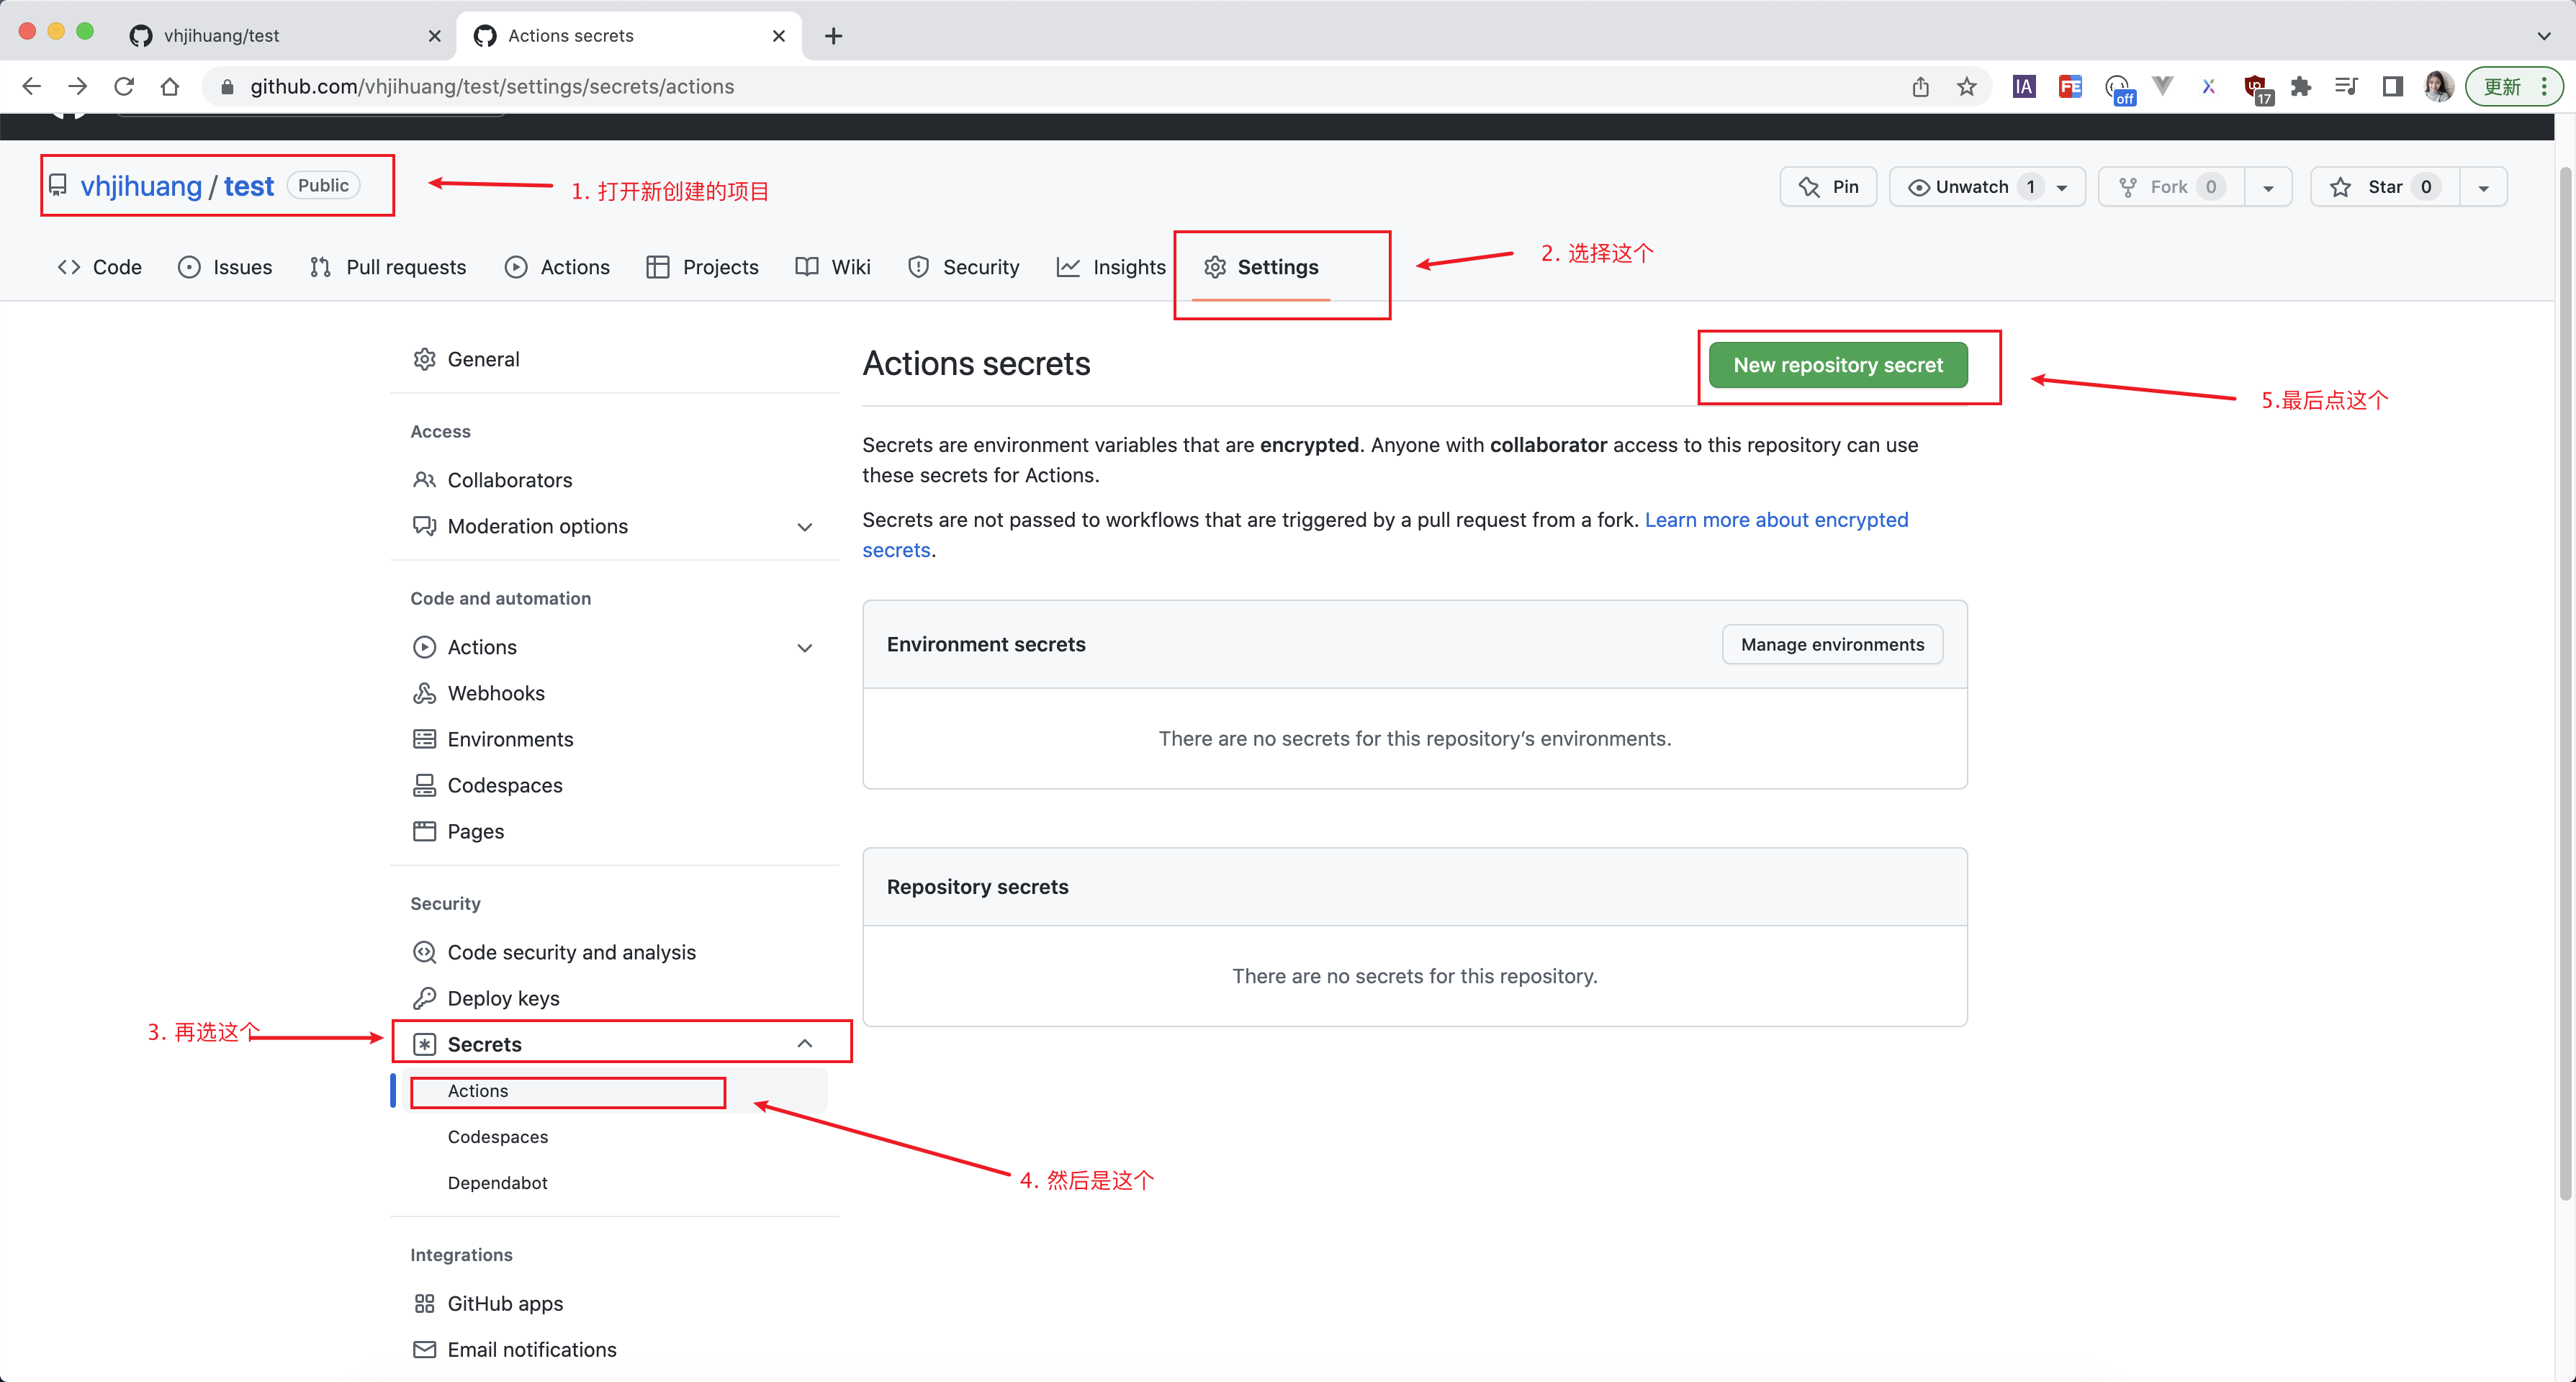 vhjihuang/test
Actions secrets
github.com/vhjihuang/test/settings/secrets/actions
IA
FE
off
17
更新
vhjihuang / test Public
1. 打开新创建的项目
Pin
Unwatch 1
Fork 0
Star 0
Code
Issues
Pull requests
Actions
Projects
Wiki
Security
Insights
Settings
2. 选择这个
General
Access
Collaborators
Moderation options
Code and automation
Actions
Webhooks
Environments
Codespaces
Pages
Security
Code security and analysis
Deploy keys
3. 再选这个
Secrets
Actions
Codespaces
Dependabot
4. 然后是这个
Integrations
GitHub apps
Email notifications
Actions secrets
New repository secret
5.最后点这个
Secrets are environment variables that are encrypted. Anyone with collaborator access to this repository can use
these secrets for Actions.
Secrets are not passed to workflows that are triggered by a pull request from a fork. Learn more about encrypted
secrets.
Environment secrets
Manage environments
There are no secrets for this repository’s environments.
Repository secrets
There are no secrets for this repository.